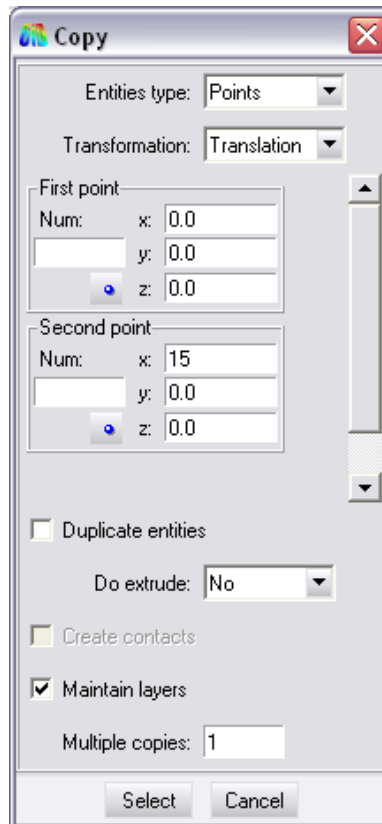 Copy
Entities type: Points
Transformation: Translation
First point
Num: x: 0.0
y: 0.0
z: 0.0
Second point
Num: x: 15
y: 0.0
z: 0.0
Duplicate entities
Do extrude: No
Create contacts
Maintain layers
Multiple copies: 1
Select Cancel